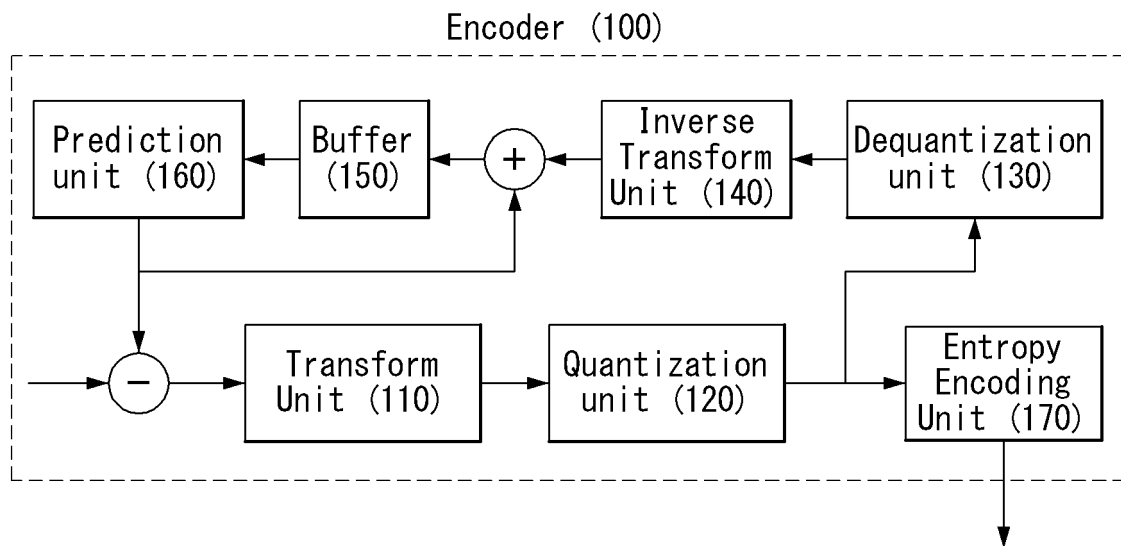 Encoder (100)
Prediction
unit (160)
Buffer
(150)
+
Inverse
Transform
Unit (140)
Dequantization
unit (130)
−
Transform
Unit (110)
Quantization
unit (120)
Entropy
Encoding
Unit (170)